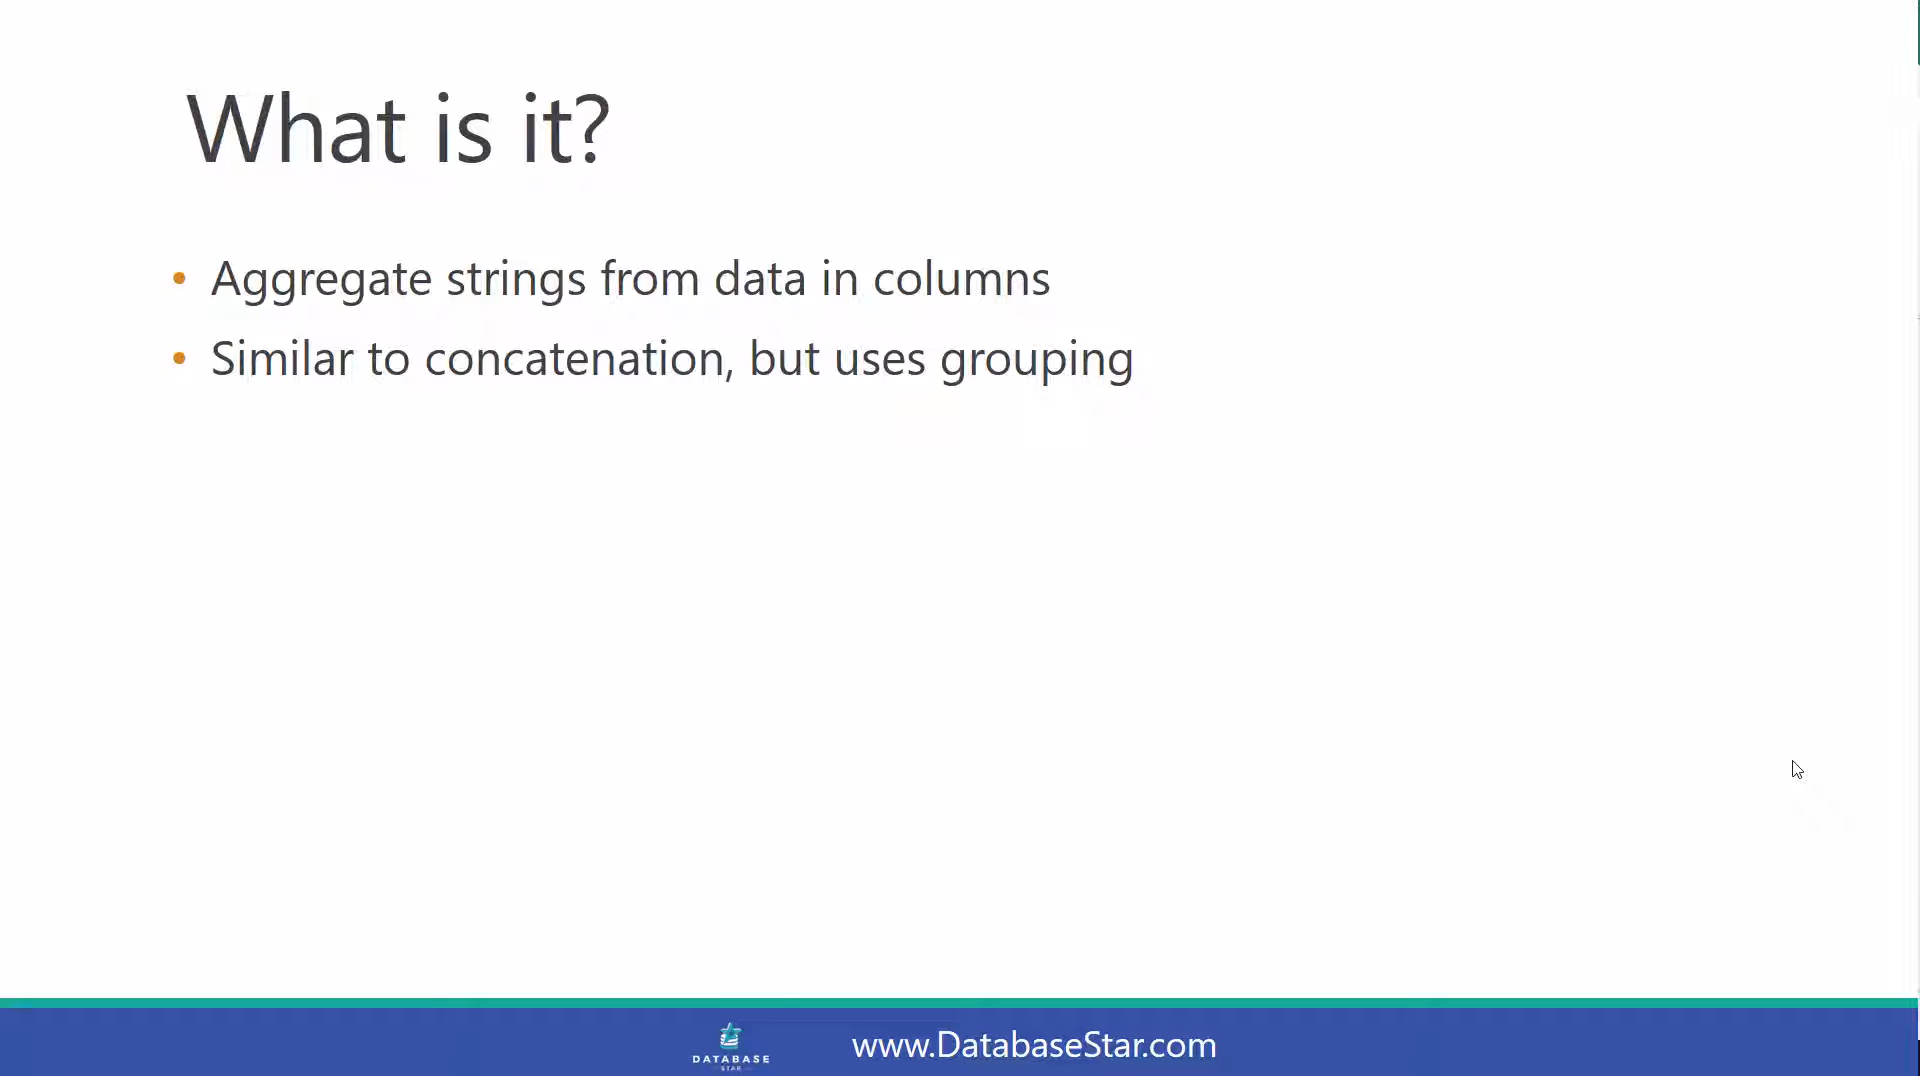 What is it?
• Aggregate strings from data in columns
• Similar to concatenation, but uses grouping
DATABASE
STAR
www.DatabaseStar.com